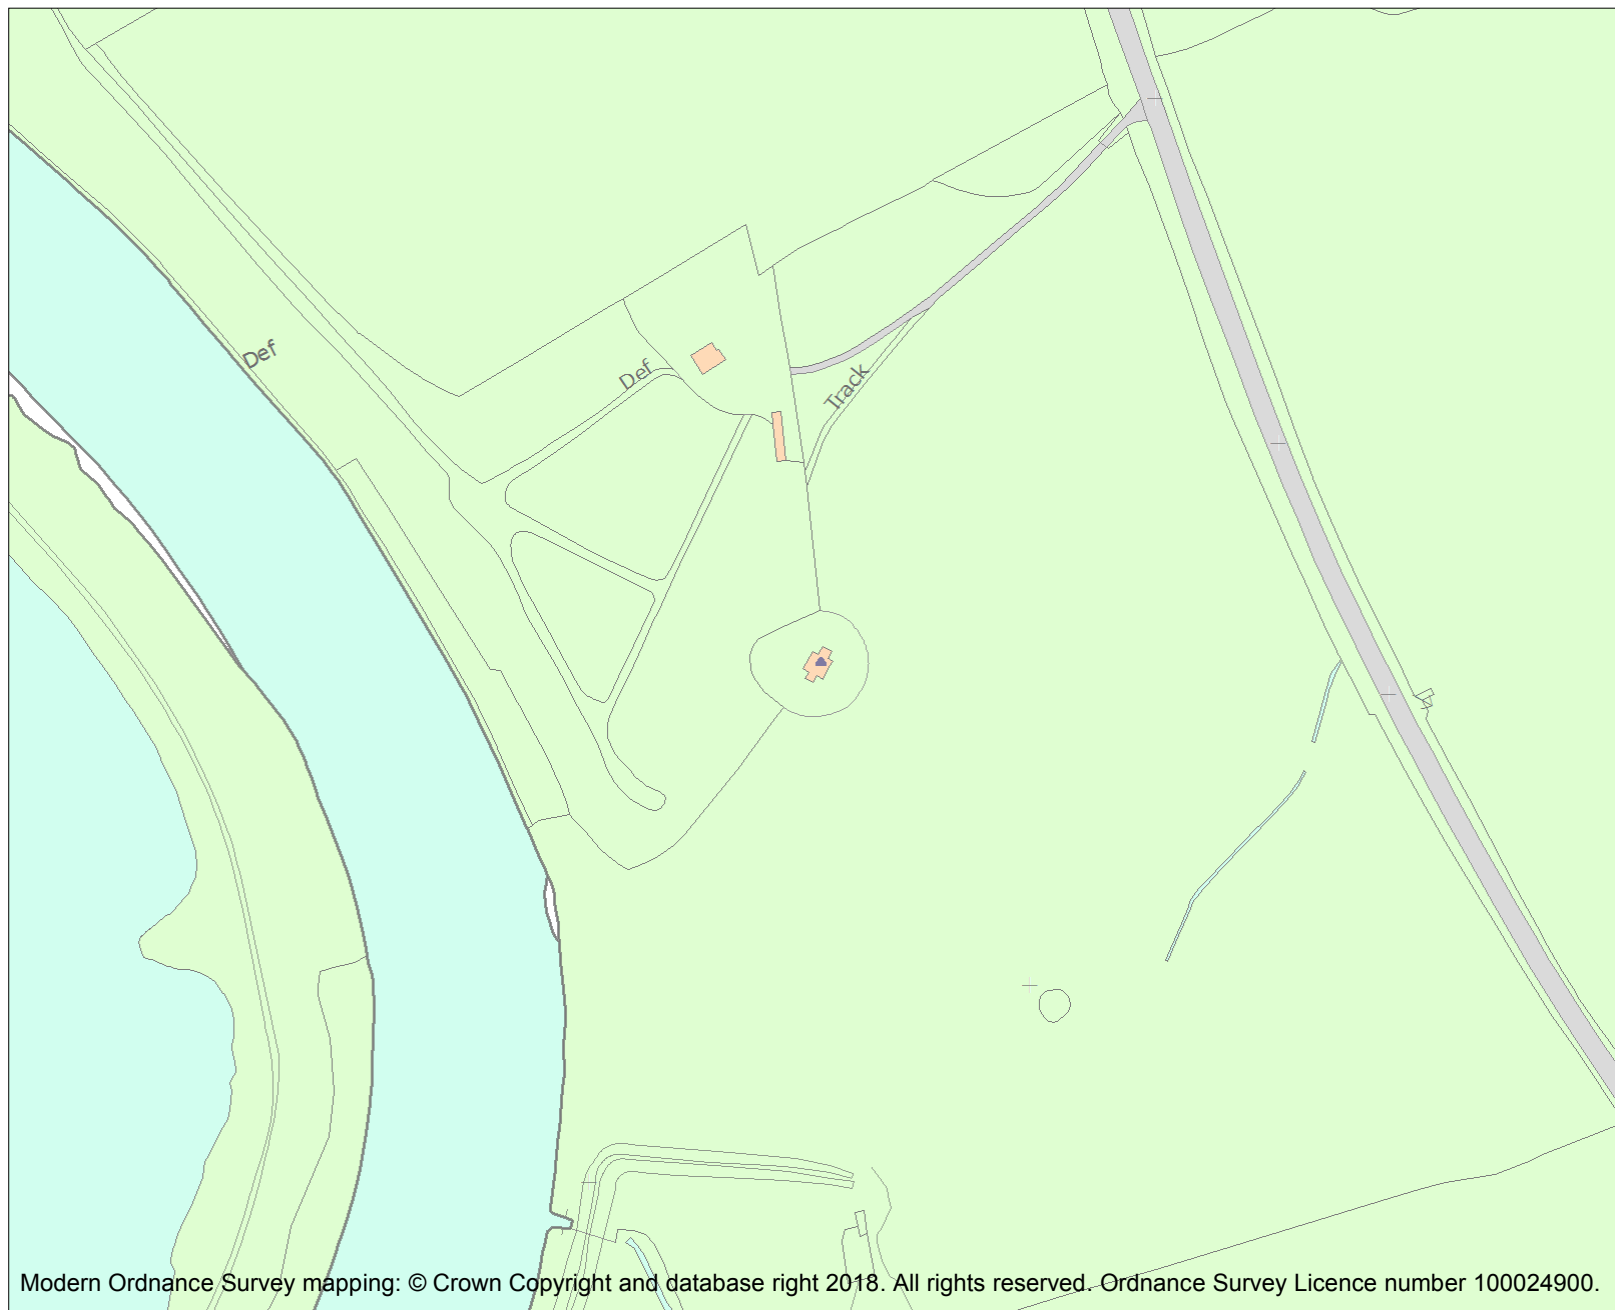 Def
Def
Track
Modern Ordnance Survey mapping: © Crown Copyright and database right 2018. All rights reserved. Ordnance Survey Licence number 100024900.